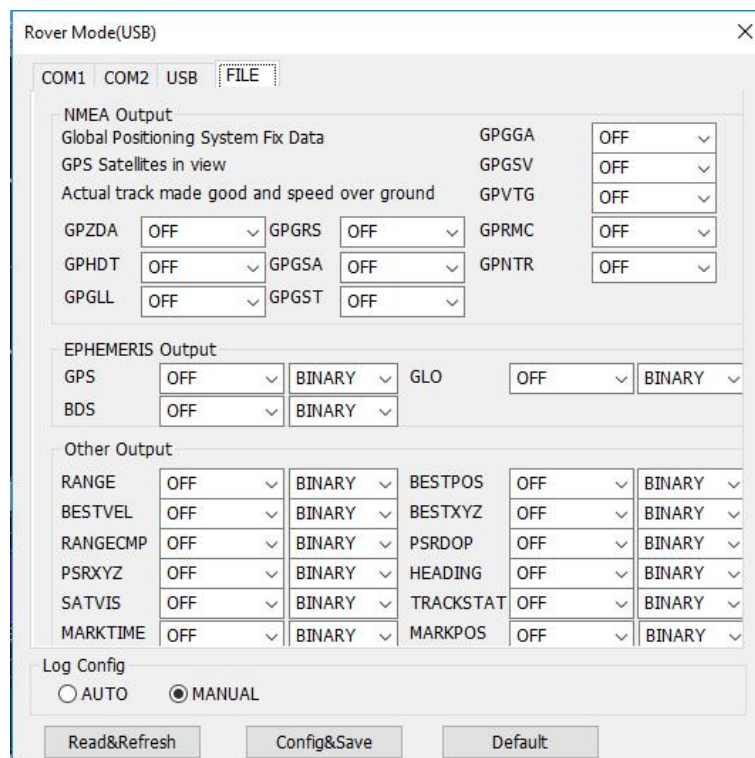 Rover Mode(USB)
COM1 COM2 USB FILE
NMEA Output
Global Positioning System Fix Data GPGGA OFF
GPS Satellites in view GPGSV OFF
Actual track made good and speed over ground GPVTG OFF
GPZDA OFF GPGRS OFF GPRMC OFF
GPHDT OFF GPGSA OFF GPNTR OFF
GPGLL OFF GPGST OFF
EPHEMERIS Output
GPS OFF BINARY GLO OFF BINARY
BDS OFF BINARY
Other Output
RANGE OFF BINARY BESTPOS OFF BINARY
BESTVEL OFF BINARY BESTXYZ OFF BINARY
RANGECMP OFF BINARY PSRDOP OFF BINARY
PSRXYZ OFF BINARY HEADING OFF BINARY
SATVIS OFF BINARY TRACKSTAT OFF BINARY
MARKTIME OFF BINARY MARKPOS OFF BINARY
Log Config
AUTO MANUAL
Read&Refresh Config&Save Default